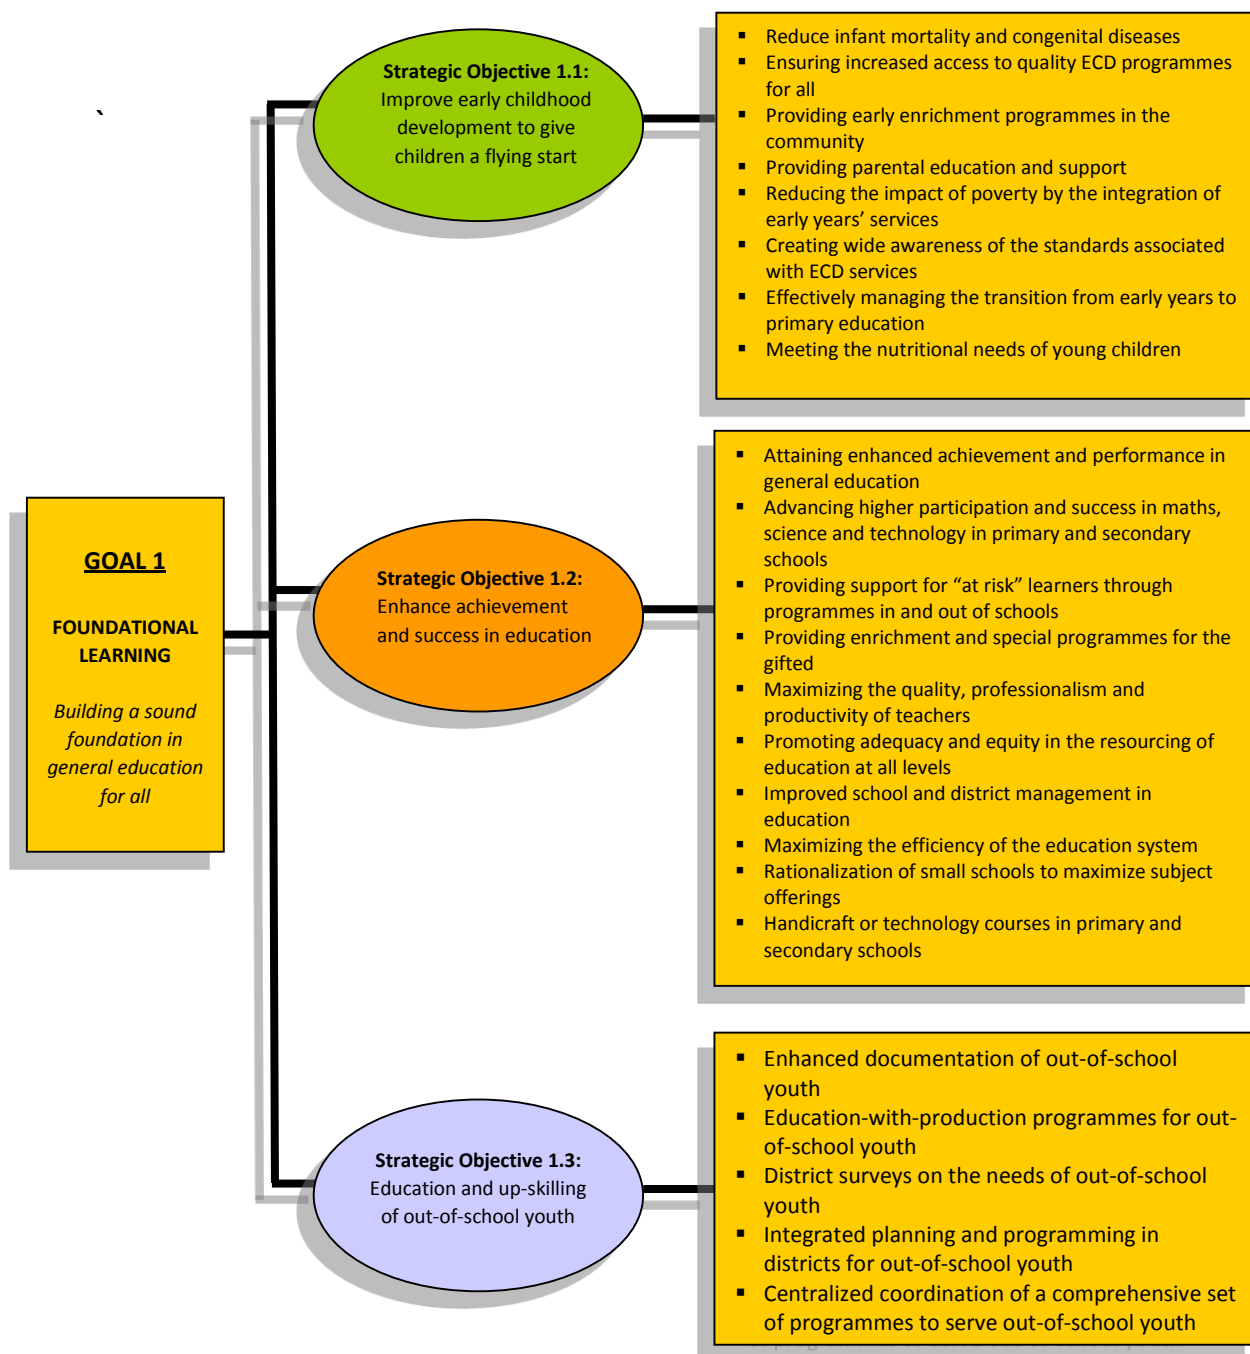 `
GOAL 1
FOUNDATIONAL
LEARNING
Building a sound
foundation in
general education
for all
Strategic Objective 1.1:
Improve early childhood
development to give
children a flying start
▪ Reduce infant mortality and congenital diseases
▪ Ensuring increased access to quality ECD programmes
for all
▪ Providing early enrichment programmes in the
community
▪ Providing parental education and support
▪ Reducing the impact of poverty by the integration of
early years’ services
▪ Creating wide awareness of the standards associated
with ECD services
▪ Effectively managing the transition from early years to
primary education
▪ Meeting the nutritional needs of young children
Strategic Objective 1.2:
Enhance achievement
and success in education
▪ Attaining enhanced achievement and performance in
general education
▪ Advancing higher participation and success in maths,
science and technology in primary and secondary
schools
▪ Providing support for “at risk” learners through
programmes in and out of schools
▪ Providing enrichment and special programmes for the
gifted
▪ Maximizing the quality, professionalism and
productivity of teachers
▪ Promoting adequacy and equity in the resourcing of
education at all levels
▪ Improved school and district management in
education
▪ Maximizing the efficiency of the education system
▪ Rationalization of small schools to maximize subject
offerings
▪ Handicraft or technology courses in primary and
secondary schools
Strategic Objective 1.3:
Education and up-skilling
of out-of-school youth
▪ Enhanced documentation of out-of-school
youth
▪ Education-with-production programmes for out-
of-school youth
▪ District surveys on the needs of out-of-school
youth
▪ Integrated planning and programming in
districts for out-of-school youth
▪ Centralized coordination of a comprehensive set
of programmes to serve out-of-school youth